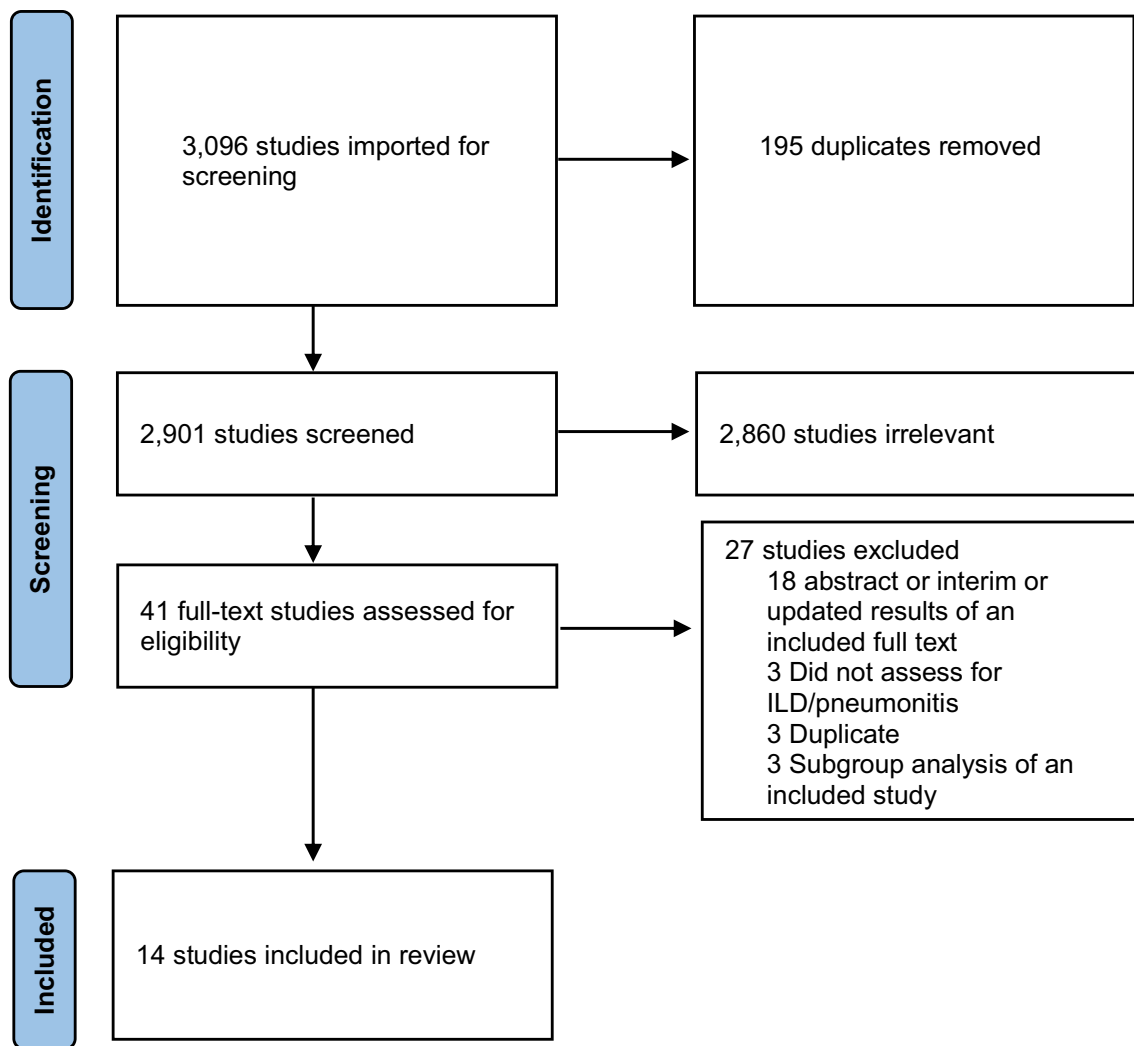 Identification
3,096 studies imported for
screening
195 duplicates removed
Screening
2,901 studies screened
2,860 studies irrelevant
41 full-text studies assessed for
eligibility
27 studies excluded
18 abstract or interim or
updated results of an
included full text
3 Did not assess for
ILD/pneumonitis
3 Duplicate
3 Subgroup analysis of an
included study
Included
14 studies included in review